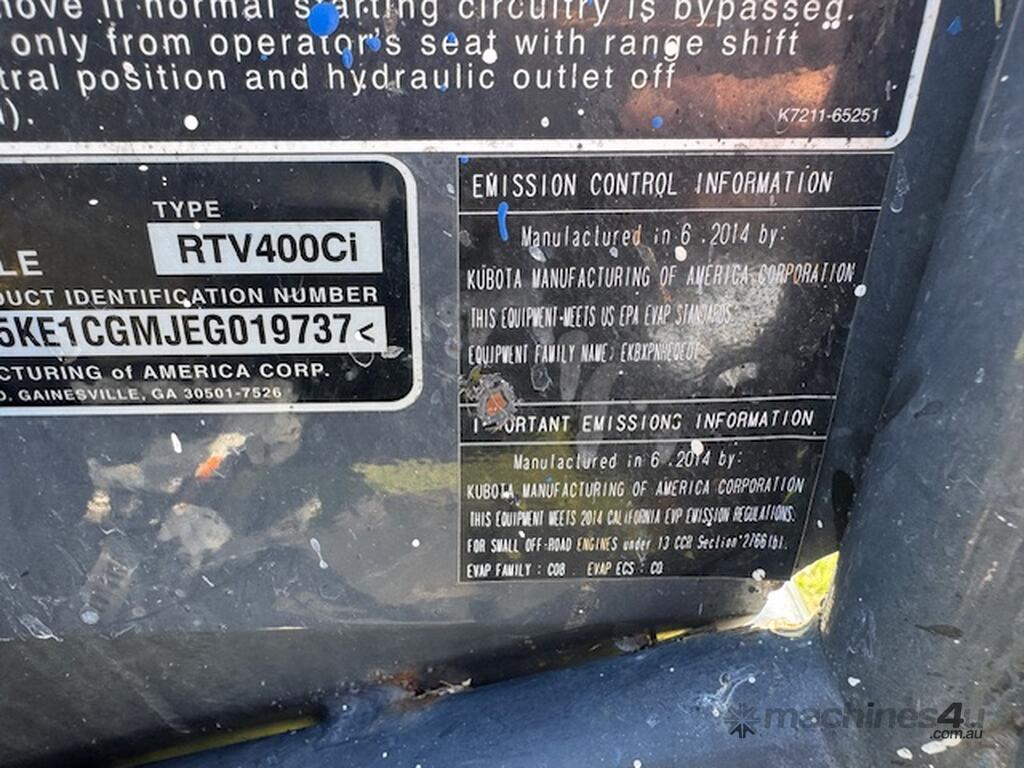 move if normal starting circuitry is bypassed.
only from operator's seat with range shift
tral position and hydraulic outlet off
).
K7211-65251
TYPE
LE
RTV400Ci
DUCT IDENTIFICATION NUMBER
5KE1CGMJEG019737<
CTURING of AMERICA CORP.
D. GAINESVILLE, GA 30501-7526
EMISSION CONTROL INFORMATION
Manufactured in 6 .2014 by:
KUBOTA MANUFACTURING OF AMERICA CORPORATION
THIS EQUIPMENT MEETS US EPA EVAP STANDARDS.
EQUIPMENT FAMILY NAME:
IMPORTANT EMISSIONS INFORMATION
Manufactured in 6 .2014 by:
KUBOTA MANUFACTURING OF AMERICA CORPORATION
THIS EQUIPMENT MEETS 2014 CALIFORNIA EVP EMISSION REGULATIONS.
FOR SMALL OFF-ROAD ENGINES under 13 CCR Section
EVAP FAMILY : C08 EVAP ECS : CO
machines4u
.com.au